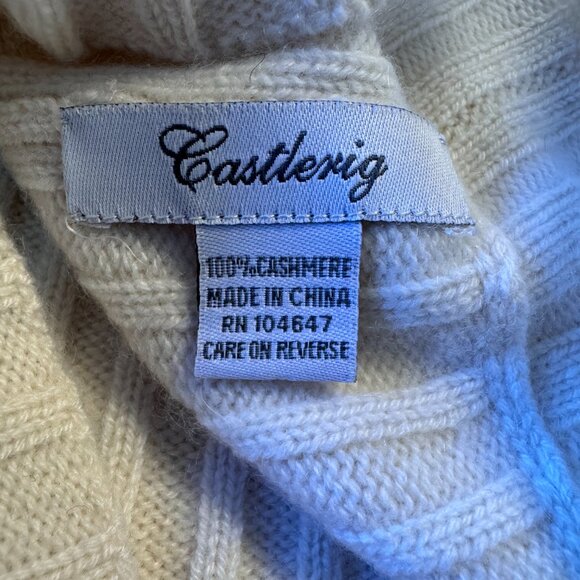 Castlerig
100%CASHMERE
MADE IN CHINA
RN 104647
CARE ON REVERSE